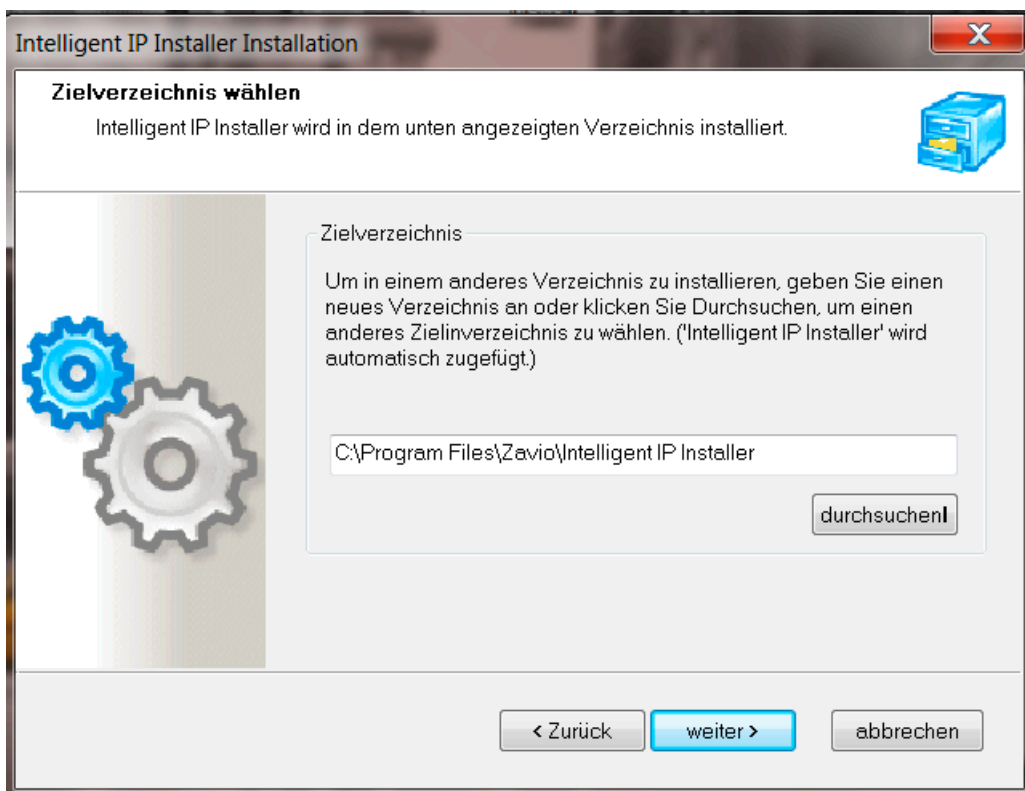 Intelligent IP Installer Installation
X
Zielverzeichnis wählen
Intelligent IP Installer wird in dem unten angezeigten Verzeichnis installiert.
Zielverzeichnis
Um in einem anderes Verzeichnis zu installieren, geben Sie einen
neues Verzeichnis an oder klicken Sie Durchsuchen, um einen
anderes Zielinverzeichnis zu wählen. ('Intelligent IP Installer' wird
automatisch zugefügt.)
C:\Program Files\Zavio\Intelligent IP Installer
durchsuchenI
< Zurück weiter > abbrechen